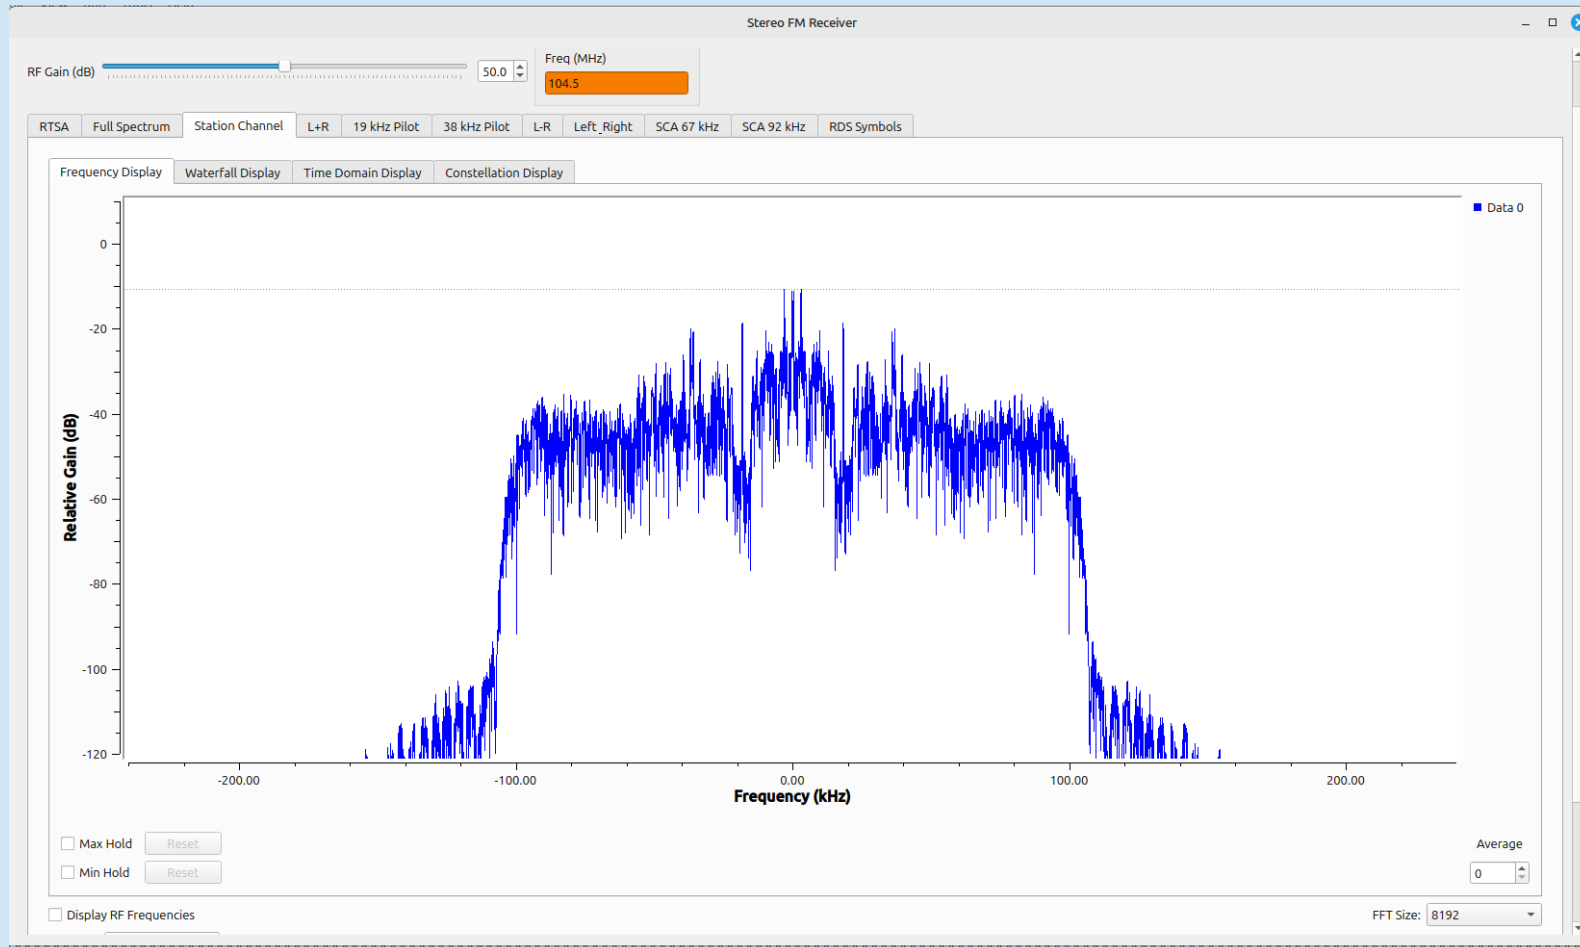 Stereo FM Receiver
RF Gain (dB)
50.0
Freq (MHz)
104.5
RTSA Full Spectrum Station Channel L+R 19 kHz Pilot 38 kHz Pilot L-R Left_Right SCA 67 kHz SCA 92 kHz RDS Symbols
Frequency Display Waterfall Display Time Domain Display Constellation Display
Data 0
0
-20
-40
-60
-80
-100
-120
Relative Gain (dB)
-200.00 -100.00 0.00 100.00 200.00
Frequency (kHz)
Max Hold Reset
Min Hold Reset
Average
0
Display RF Frequencies
FFT Size: 8192